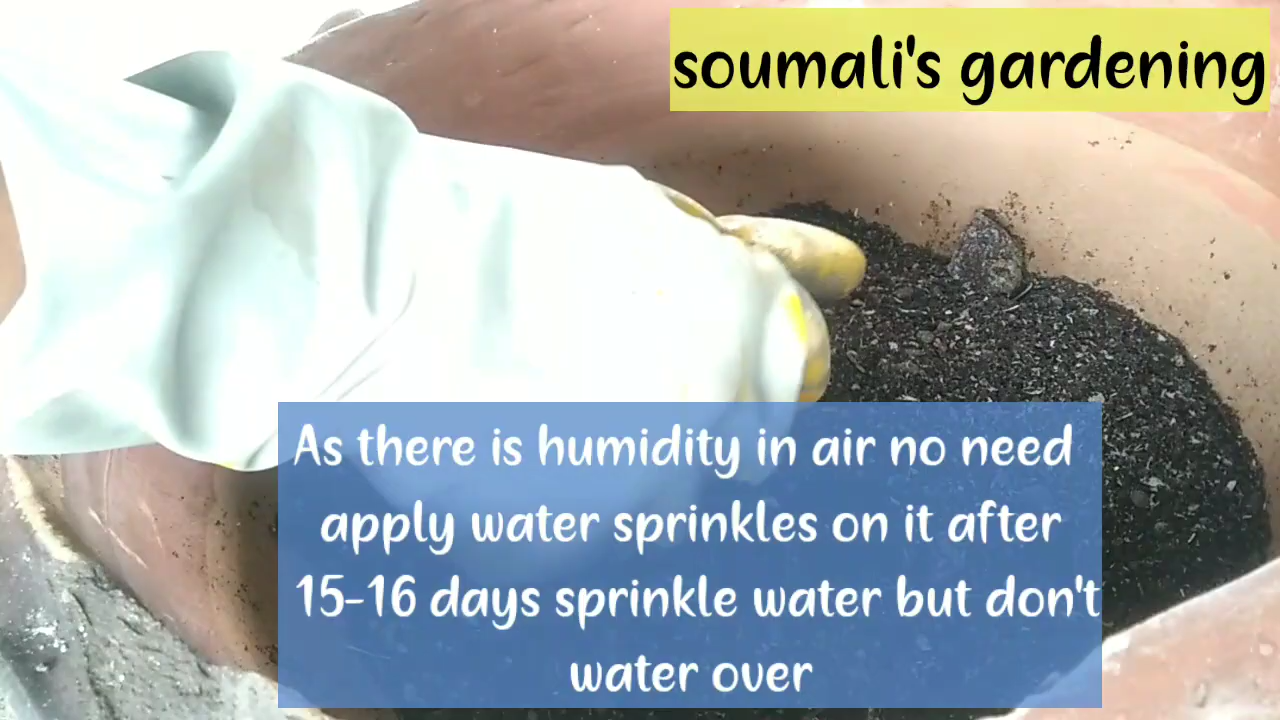 soumali's gardening
As there is humidity in air no need
apply water sprinkles on it after
15-16 days sprinkle water but don't
water over